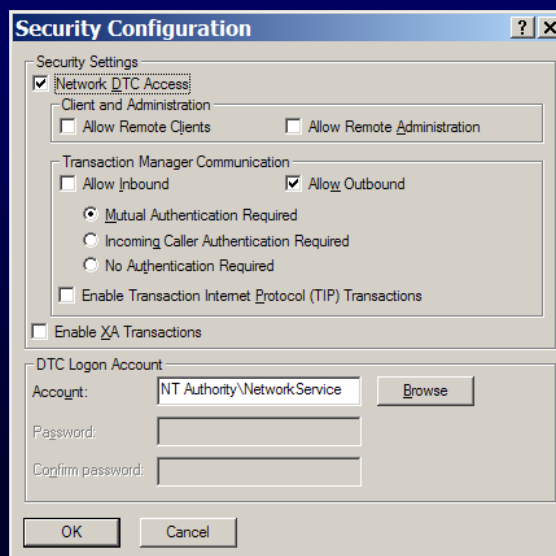 Security Configuration
Security Settings
Network DTC Access
Client and Administration
Allow Remote Clients Allow Remote Administration
Transaction Manager Communication
Allow Inbound Allow Outbound
Mutual Authentication Required
Incoming Caller Authentication Required
No Authentication Required
Enable Transaction Internet Protocol (TIP) Transactions
Enable XA Transactions
DTC Logon Account
Account: NT Authority\NetworkService Browse
Password:
Confirm password:
OK Cancel